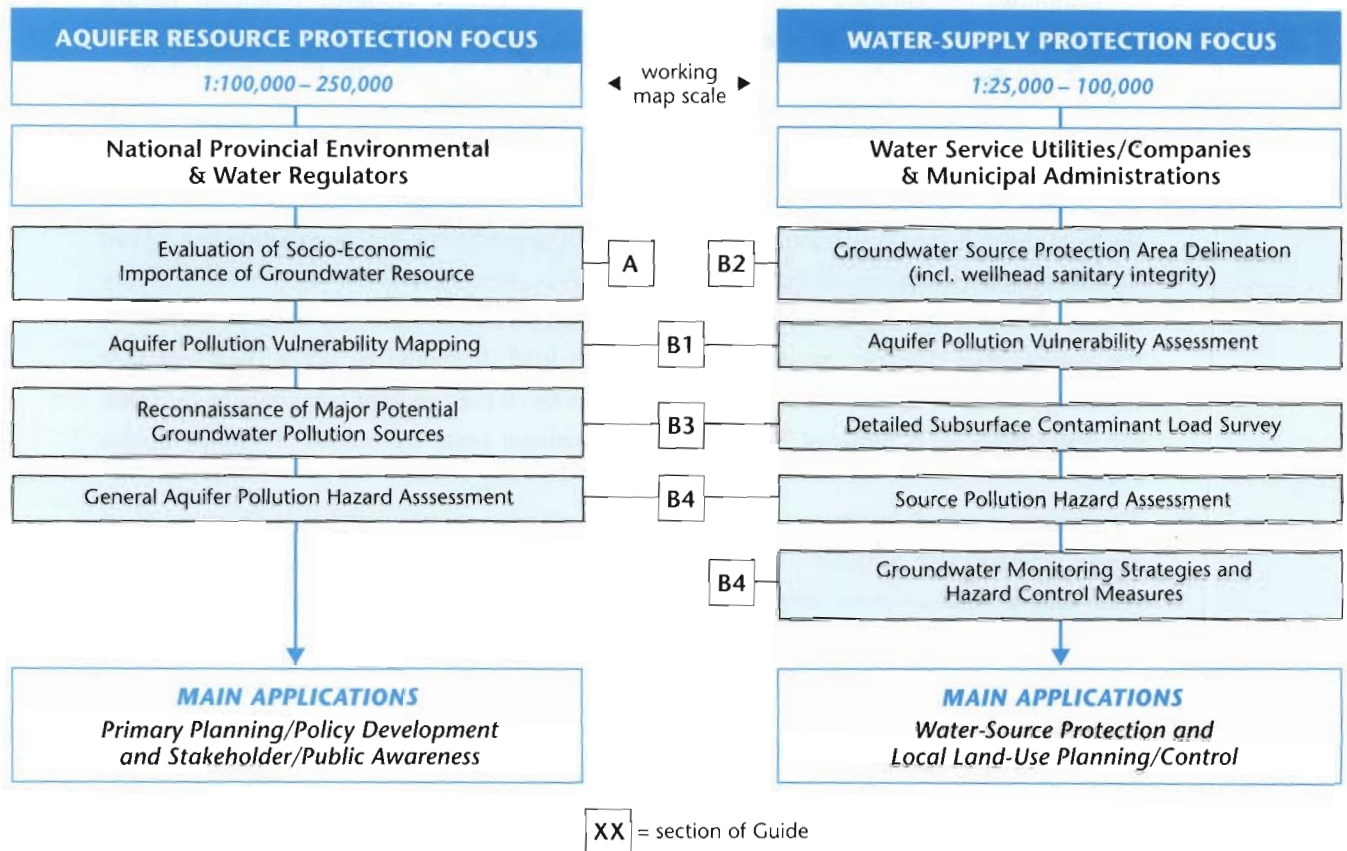 AQUIFER RESOURCE PROTECTION FOCUS
1:100,000 – 250,000
National Provincial Environmental
& Water Regulators
Evaluation of Socio-Economic
Importance of Groundwater Resource
Aquifer Pollution Vulnerability Mapping
Reconnaissance of Major Potential
Groundwater Pollution Sources
General Aquifer Pollution Hazard Asssessment
MAIN APPLICATIONS
Primary Planning/Policy Development
and Stakeholder/Public Awareness
◄ working ►
map scale
A
B2
B1
B3
B4
B4
WATER-SUPPLY PROTECTION FOCUS
1:25,000 – 100,000
Water Service Utilities/Companies
& Municipal Administrations
Groundwater Source Protection Area Delineation
(incl. wellhead sanitary integrity)
Aquifer Pollution Vulnerability Assessment
Detailed Subsurface Contaminant Load Survey
Source Pollution Hazard Assessment
Groundwater Monitoring Strategies and
Hazard Control Measures
MAIN APPLICATIONS
Water-Source Protection and
Local Land-Use Planning/Control
XX = section of Guide